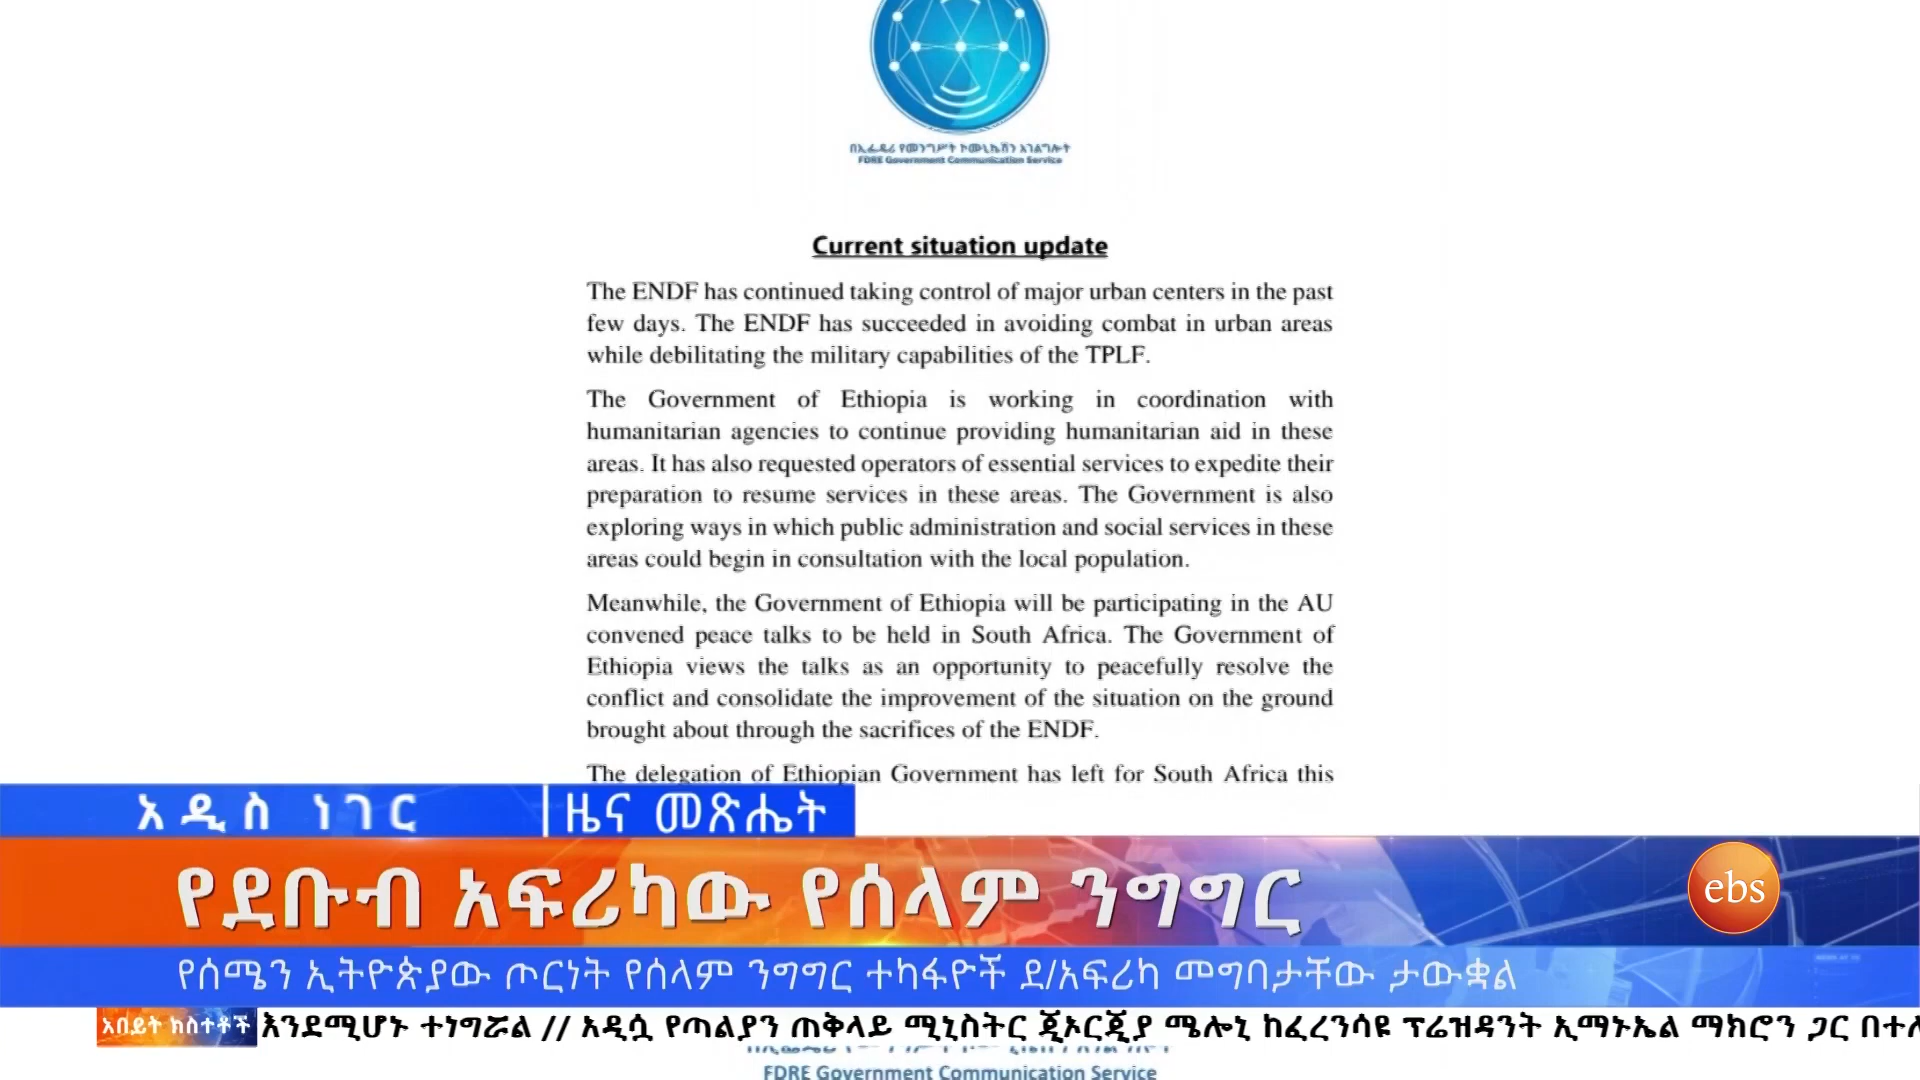 በኢፌዲሪ የመንግሥት ኮሙኒኬሽን አገልግሎት
FDRE Government Communication Service
Current situation update
The ENDF has continued taking control of major urban centers in the past
few days. The ENDF has succeeded in avoiding combat in urban areas
while debilitating the military capabilities of the TPLF.
The Government of Ethiopia is working in coordination with
humanitarian agencies to continue providing humanitarian aid in these
areas. It has also requested operators of essential services to expedite their
preparation to resume services in these areas. The Government is also
exploring ways in which public administration and social services in these
areas could begin in consultation with the local population.
Meanwhile, the Government of Ethiopia will be participating in the AU
convened peace talks to be held in South Africa. The Government of
Ethiopia views the talks as an opportunity to peacefully resolve the
conflict and consolidate the improvement of the situation on the ground
brought about through the sacrifices of the ENDF.
The delegation of Ethiopian Government has left for South Africa this
አዲስ ነገር |ዜና መጽሔት
የደቡብ አፍሪካው የሰላም ንግግር
ebs
የሰሜን ኢትዮጵያው ጦርነት የሰላም ንግግር ተካፋዮች ደ/አፍሪካ መግባታቸው ታውቋል
አበይት ክስተቶች እንደሚሆኑ ተነግሯል // አዲሷ የጣልያን ጠቅላይ ሚኒስትር ጂኦርጂያ ሜሎኒ ከፈረንሳዩ ፕሬዝዳንት ኢማኑኤል ማክሮን ጋር በተ
FDRE Government Communication Service